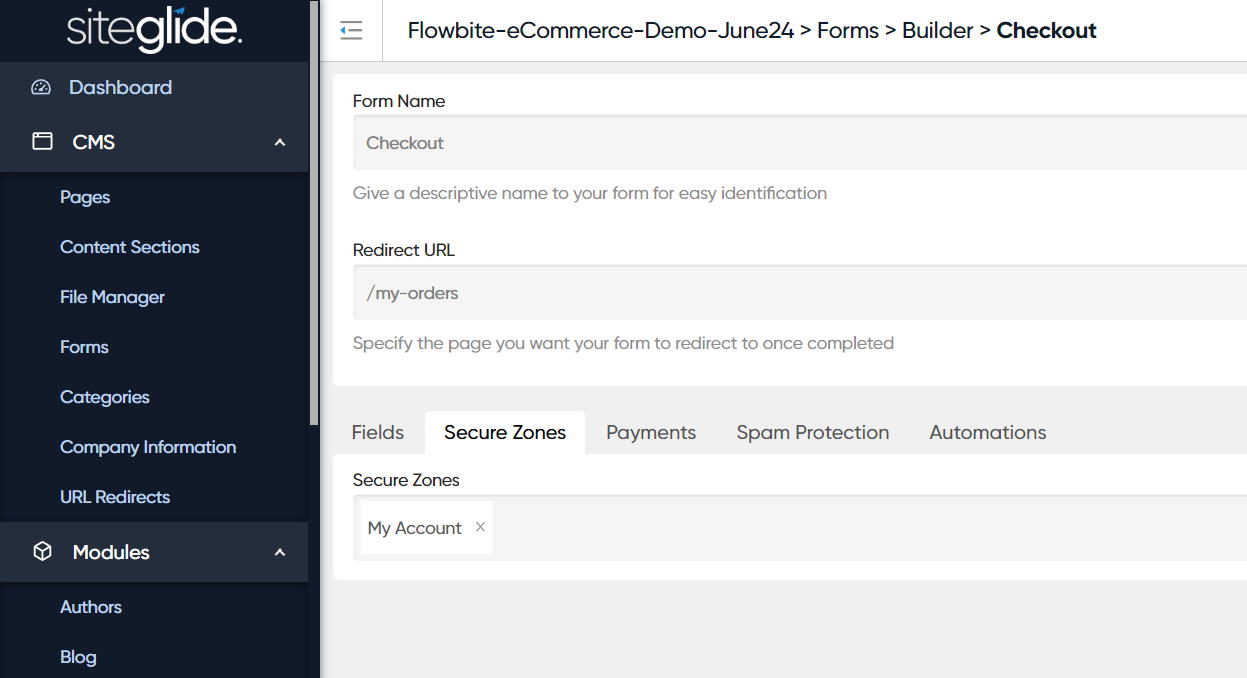 siteglide.
Flowbite-eCommerce-Demo-June24 > Forms > Builder > Checkout
Dashboard
CMS
Pages
Content Sections
File Manager
Forms
Categories
Company Information
URL Redirects
Modules
Authors
Blog
Form Name
Checkout
Give a descriptive name to your form for easy identification
Redirect URL
/my-orders
Specify the page you want your form to redirect to once completed
Fields Secure Zones Payments Spam Protection Automations
Secure Zones
My Account ×